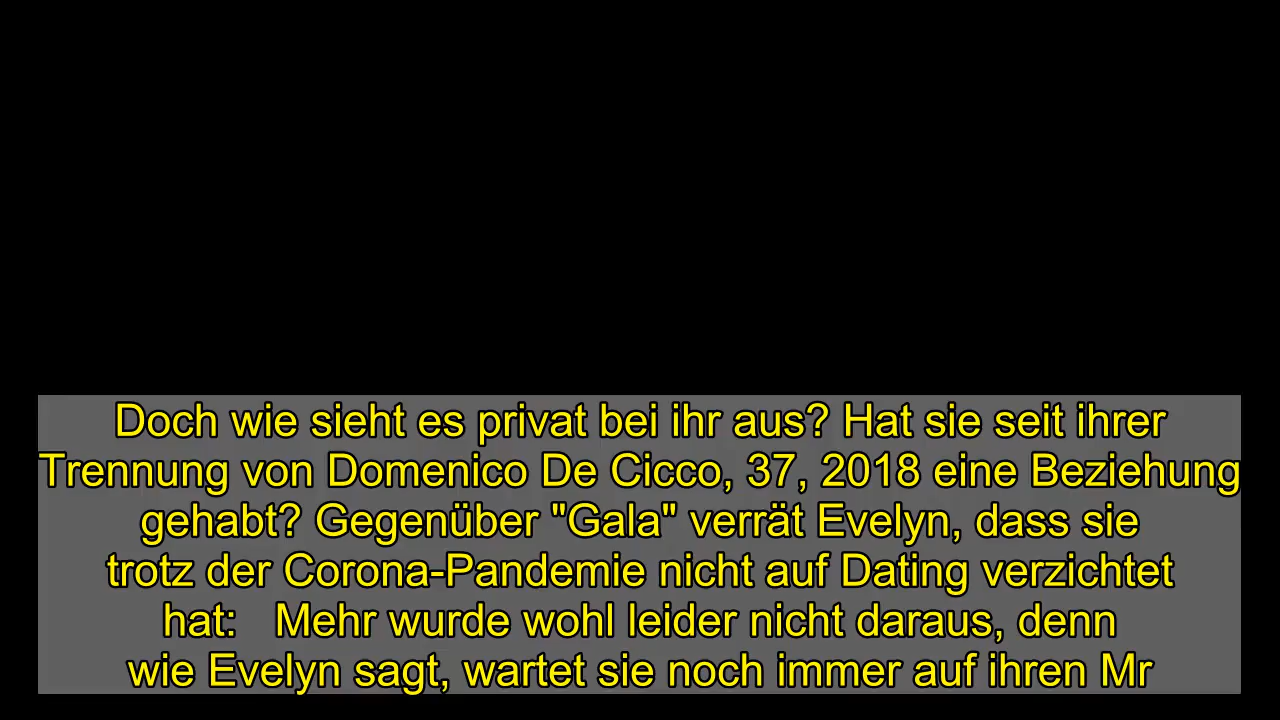 Doch wie sieht es privat bei ihr aus? Hat sie seit ihrer
Trennung von Domenico De Cicco, 37, 2018 eine Beziehung
gehabt? Gegenüber "Gala" verrät Evelyn, dass sie
trotz der Corona-Pandemie nicht auf Dating verzichtet
hat:   Mehr wurde wohl leider nicht daraus, denn
wie Evelyn sagt, wartet sie noch immer auf ihren Mr